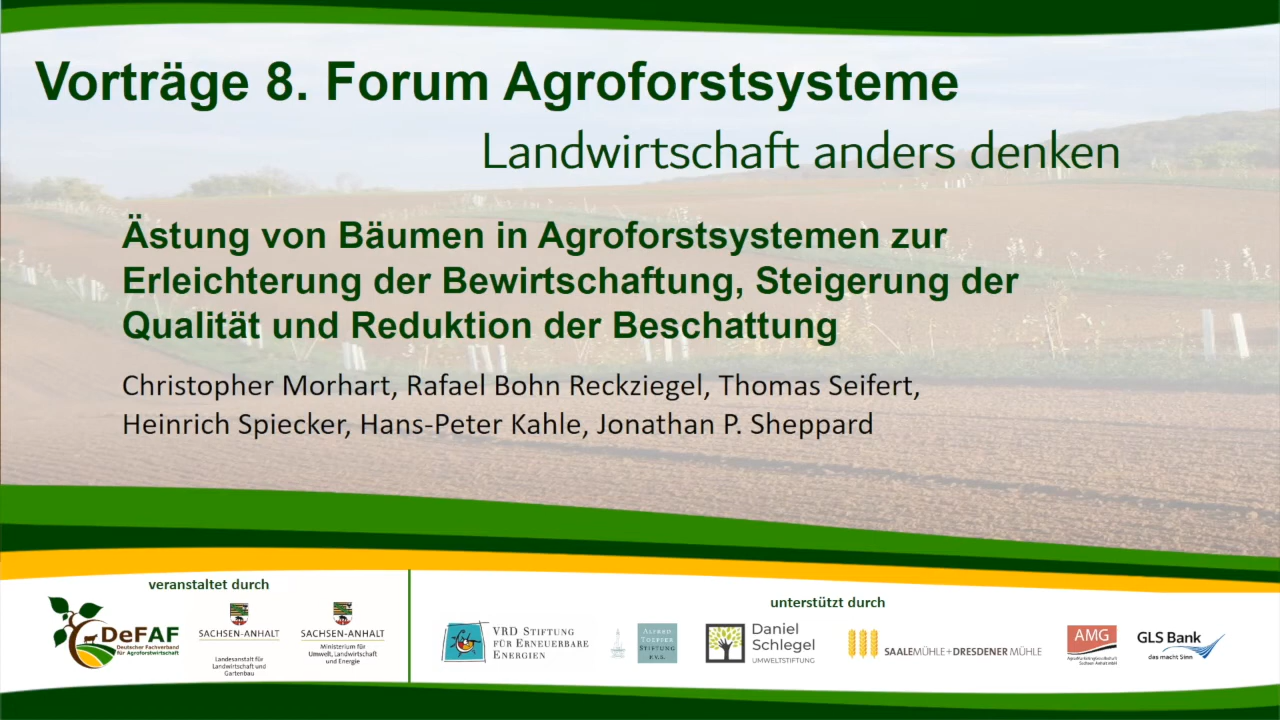 Vorträge 8. Forum Agroforstsysteme
Landwirtschaft anders denken
Ästung von Bäumen in Agroforstsystemen zur
Erleichterung der Bewirtschaftung, Steigerung der
Qualität und Reduktion der Beschattung
Christopher Morhart, Rafael Bohn Reckziegel, Thomas Seifert,
Heinrich Spiecker, Hans-Peter Kahle, Jonathan P. Sheppard
veranstaltet durch
DeFAF
Deutscher Fachverband
für Agroforstwirtschaft
SACHSEN-ANHALT
Landesanstalt für
Landwirtschaft und
Gartenbau
SACHSEN-ANHALT
Ministerium für
Umwelt, Landwirtschaft
und Energie
unterstützt durch
VRD STIFTUNG
FÜR ERNEUERBARE
ENERGIEN
ALFRED
TOEPFER
STIFTUNG
F.V.S.
Daniel
Schlegel
UMWELTSTIFTUNG
SAALEMÜHLE+DRESDENER MÜHLE
AMG
GLS Bank
das macht Sinn